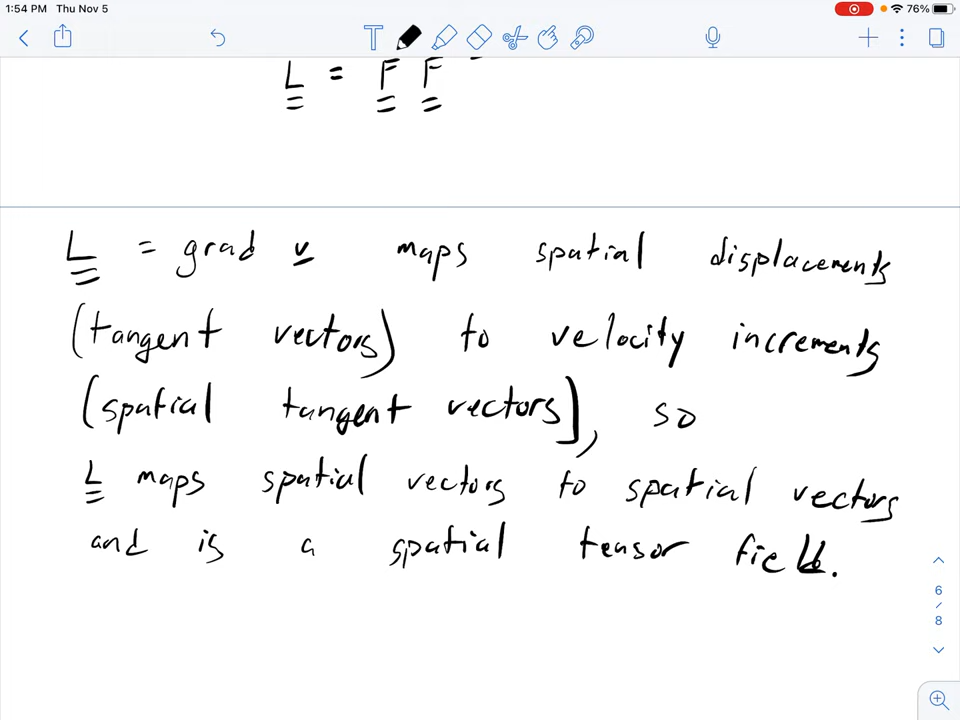 1:54 PM Thu Nov 5
76%
L = F F
L = grad v maps spatial displacements
(tangent vectors) to velocity increments
(spatial tangent vectors), so
L maps spatial vectors to spatial vectors
and is a spatial tensor field.
6
/
8